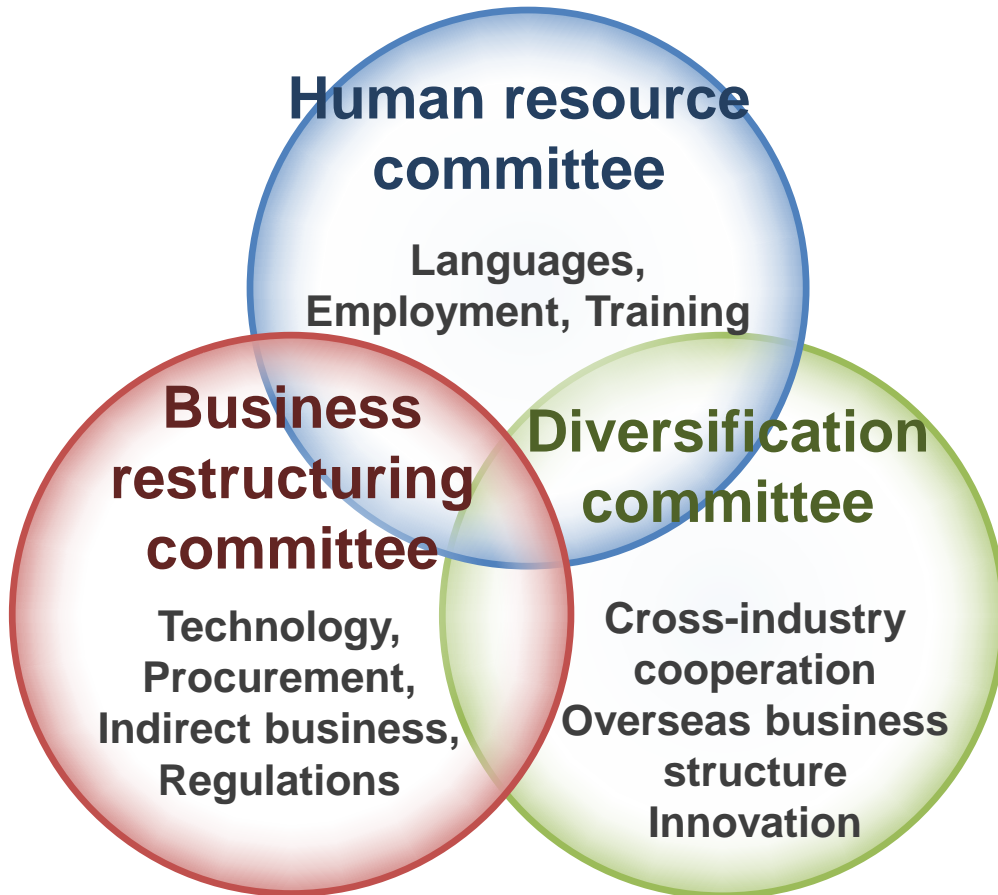 Human resource
committee
Languages,
Employment, Training
Business
restructuring
committee
Technology,
Procurement,
Indirect business,
Regulations
Diversification
committee
Cross-industry
cooperation
Overseas business
structure
Innovation